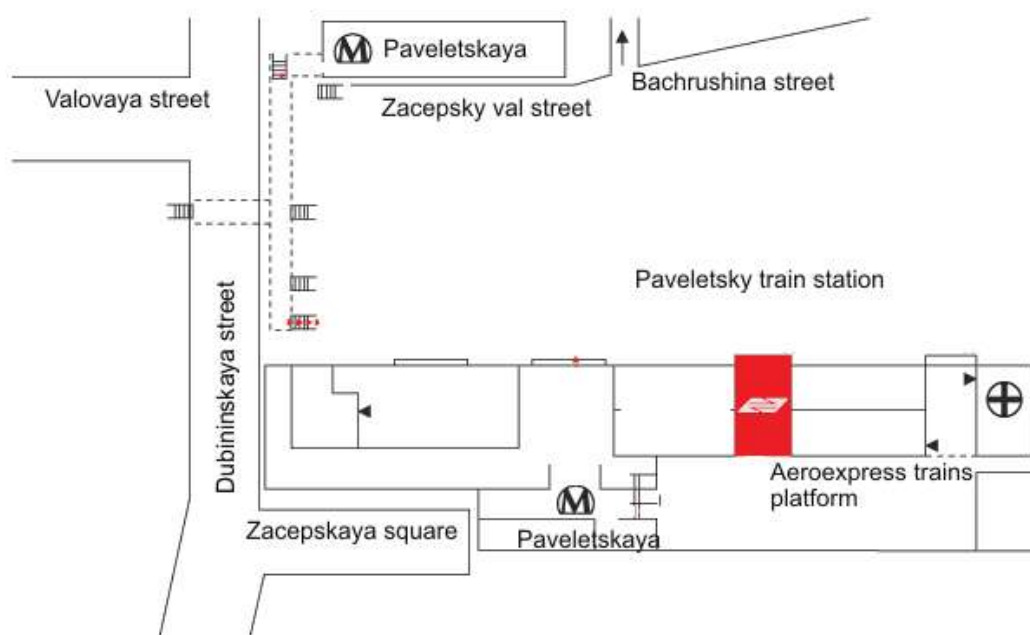 M Paveletskaya
Valovaya street
Zacepsky val street
Bachrushina street
Paveletsky train station
Dubininskaya street
Aeroexpress trains
platform
M
Zacepskaya square
Paveletskaya